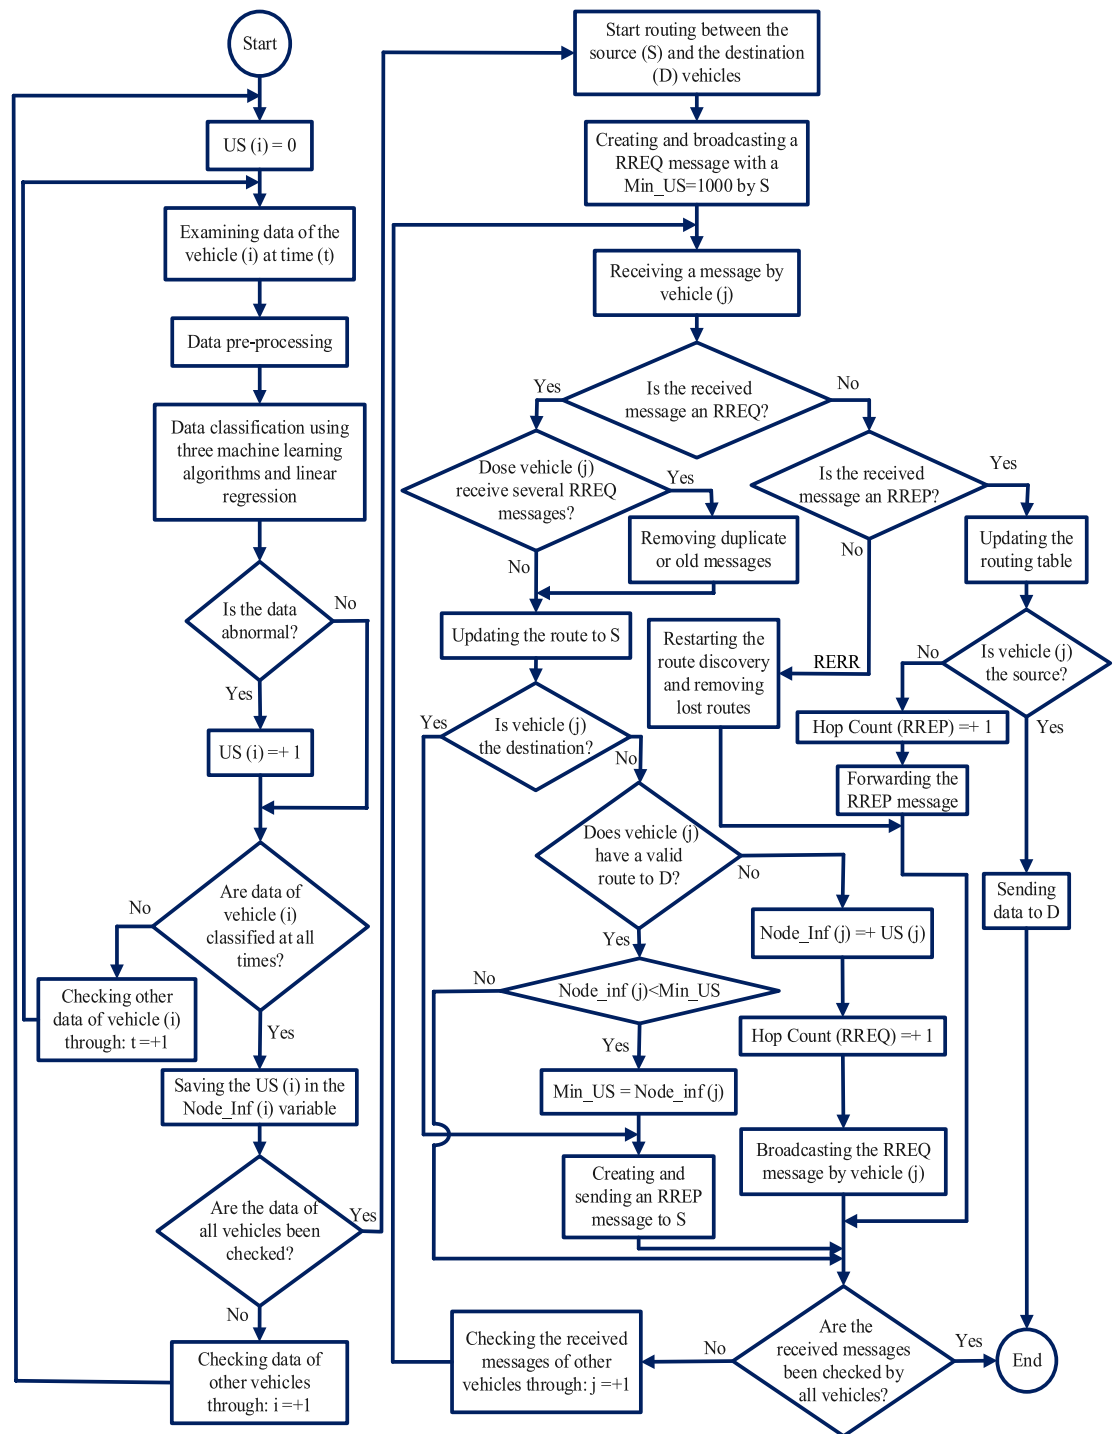 Start
US (i) = 0
Examining data of the
vehicle (i) at time (t)
Data pre-processing
Data classification using
three machine learning
algorithms and linear
regression
Is the data
abnormal?
No
Yes
US (i) =+ 1
Are data of
vehicle (i)
classified at all
times?
No
Checking other
data of vehicle (i)
through: t =+1
Yes
Saving the US (i) in the
Node_Inf (i) variable
Are the data of
all vehicles been
checked?
Yes
No
Checking data of
other vehicles
through: i =+1
Start routing between the
source (S) and the destination
(D) vehicles
Creating and broadcasting a
RREQ message with a
Min_US=1000 by S
Receiving a message by
vehicle (j)
Is the received
message an RREQ?
Yes
No
Dose vehicle (j)
receive several RREQ
messages?
Yes
Removing duplicate
or old messages
No
Updating the route to S
Is the received
message an RREP?
Yes
No
Updating the
routing table
RERR
Restarting the
route discovery
and removing
lost routes
Is vehicle (j)
the source?
No
Yes
Hop Count (RREP) =+ 1
Forwarding the
RREP message
Sending
data to D
Is vehicle (j)
the destination?
Yes
No
Does vehicle (j)
have a valid
route to D?
No
Yes
Node_Inf (j) =+ US (j)
Hop Count (RREQ) =+ 1
Broadcasting the RREQ
message by vehicle (j)
Node_inf (j)<Min_US
No
Yes
Min_US = Node_inf (j)
Creating and
sending an RREP
message to S
Are the
received messages
been checked by
all vehicles?
No
Yes
Checking the received
messages of other
vehicles through: j =+1
End